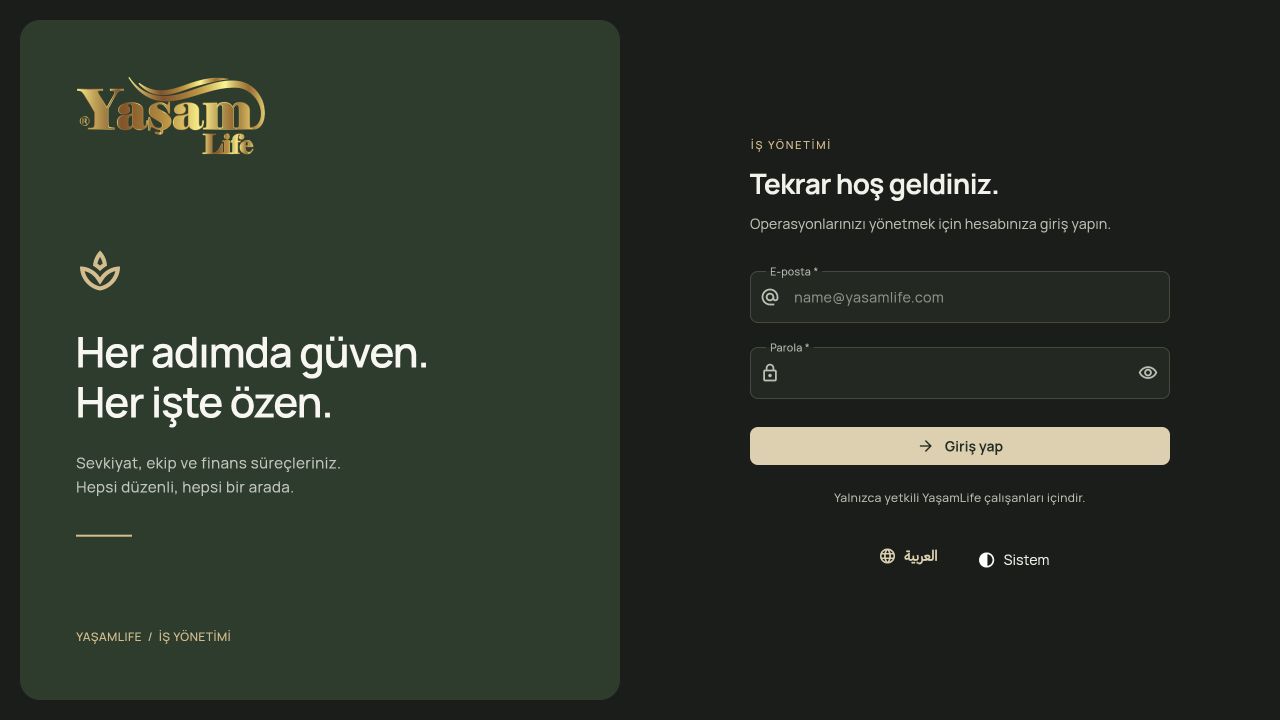 Yaşam
®
Life
Her adımda güven.
Her işte özen.
Sevkiyat, ekip ve finans süreçleriniz.
Hepsi düzenli, hepsi bir arada.
YAŞAMLIFE / İŞ YÖNETİMİ
İŞ YÖNETİMİ
Tekrar hoş geldiniz.
Operasyonlarınızı yönetmek için hesabınıza giriş yapın.
E-posta *
name@yasamlife.com
Parola *
Giriş yap
Yalnızca yetkili YaşamLife çalışanları içindir.
العربية
Sistem